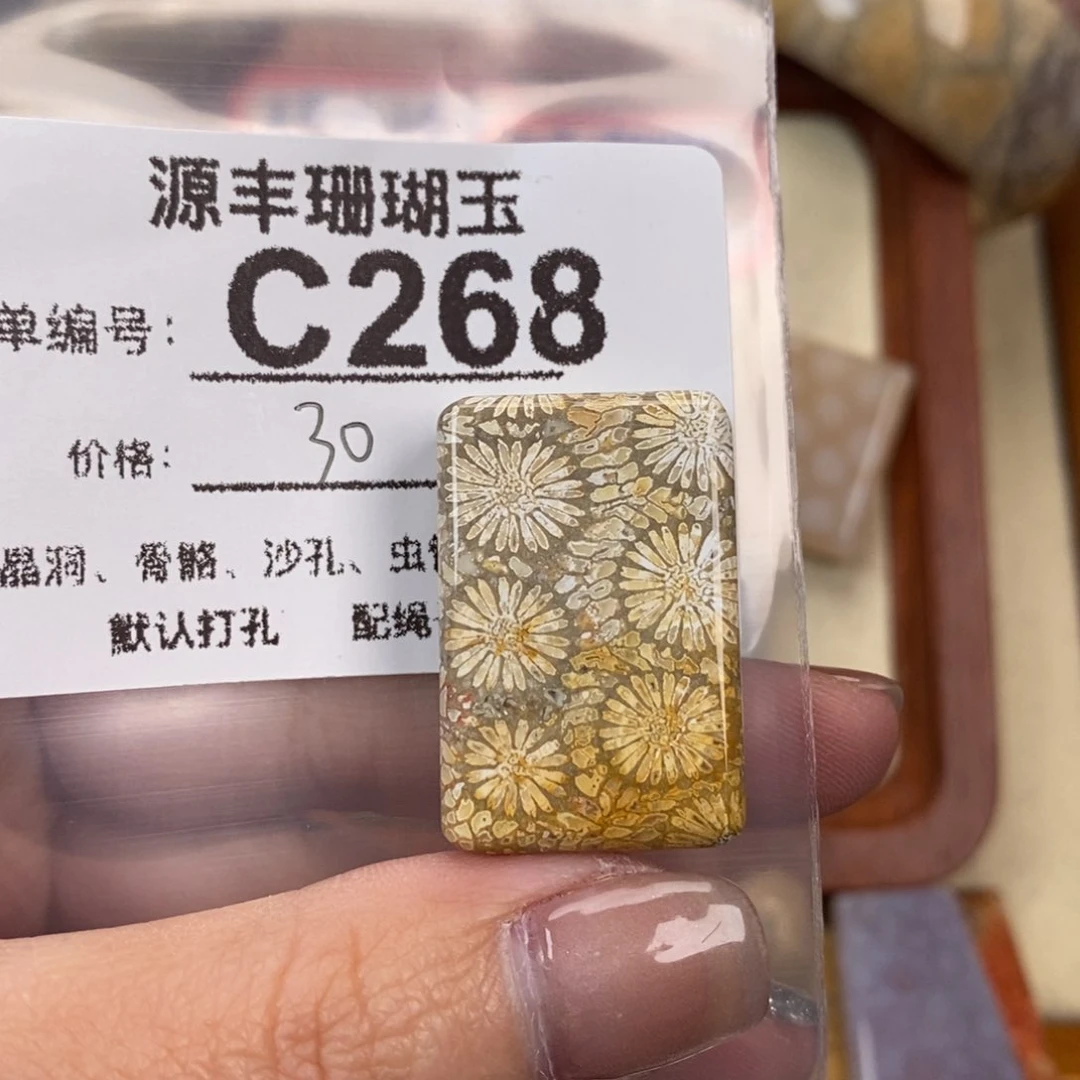 源丰珊瑚玉
单编号: C268
价格: 30
晶洞、骨骼、沙孔、虫
默认打孔 配绳